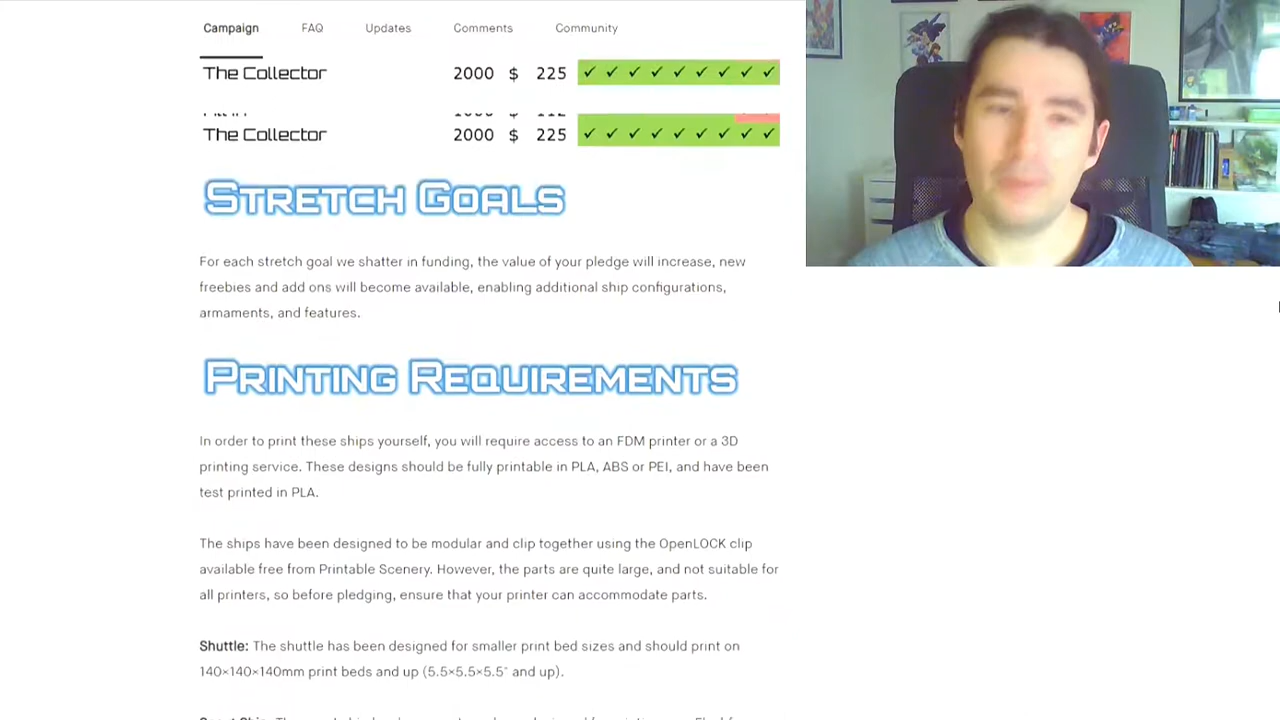 Campaign FAQ Updates Comments Community
The Collector 2000 $ 225 ✓ ✓ ✓ ✓ ✓ ✓ ✓ ✓ ✓
The Collector 2000 $ 225 ✓ ✓ ✓ ✓ ✓ ✓ ✓ ✓ ✓
Stretch Goals
For each stretch goal we shatter in funding, the value of your pledge will increase, new
freebies and add ons will become available, enabling additional ship configurations,
armaments, and features.
Printing Requirements
In order to print these ships yourself, you will require access to an FDM printer or a 3D
printing service. These designs should be fully printable in PLA, ABS or PEI, and have been
test printed in PLA.
The ships have been designed to be modular and clip together using the OpenLOCK clip
available free from Printable Scenery. However, the parts are quite large, and not suitable for
all printers, so before pledging, ensure that your printer can accommodate parts.
Shuttle: The shuttle has been designed for smaller print bed sizes and should print on
140×140×140mm print beds and up (5.5×5.5×5.5" and up).